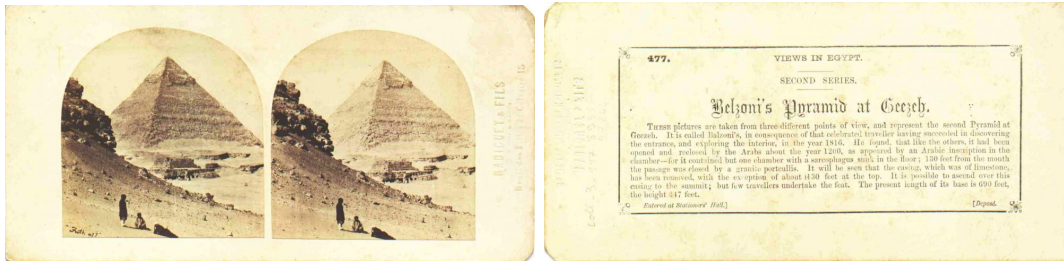 Frith 477
GAUDICHET & FILS
477.
VIEWS IN EGYPT.
SECOND SERIES.
Belzoni's Pyramid at Geezeh.
THESE pictures are taken from three different points of view, and represent the second Pyramid at
Geezeh. It is called Belzoni's, in consequence of that celebrated traveller having succeeded in discovering
the entrance, and exploring the interior, in the year 1816. He found, that like the others, it had been
opened and reclosed by the Arabs about the year 1200, as appeared by an Arabic inscription in the
chamber—for it contained but one chamber with a sarcophagus sunk in the floor; 130 feet from the mouth
the passage was closed by a granite portcullis. It will be seen that the casing, which was of limestone,
has been removed, with the exception of about 130 feet at the top. It is possible to ascend over this
casing to the summit; but few travellers undertake the feat. The present length of its base is 690 feet,
the height 447 feet.
Entered at Stationers' Hall.]
[Deposé.